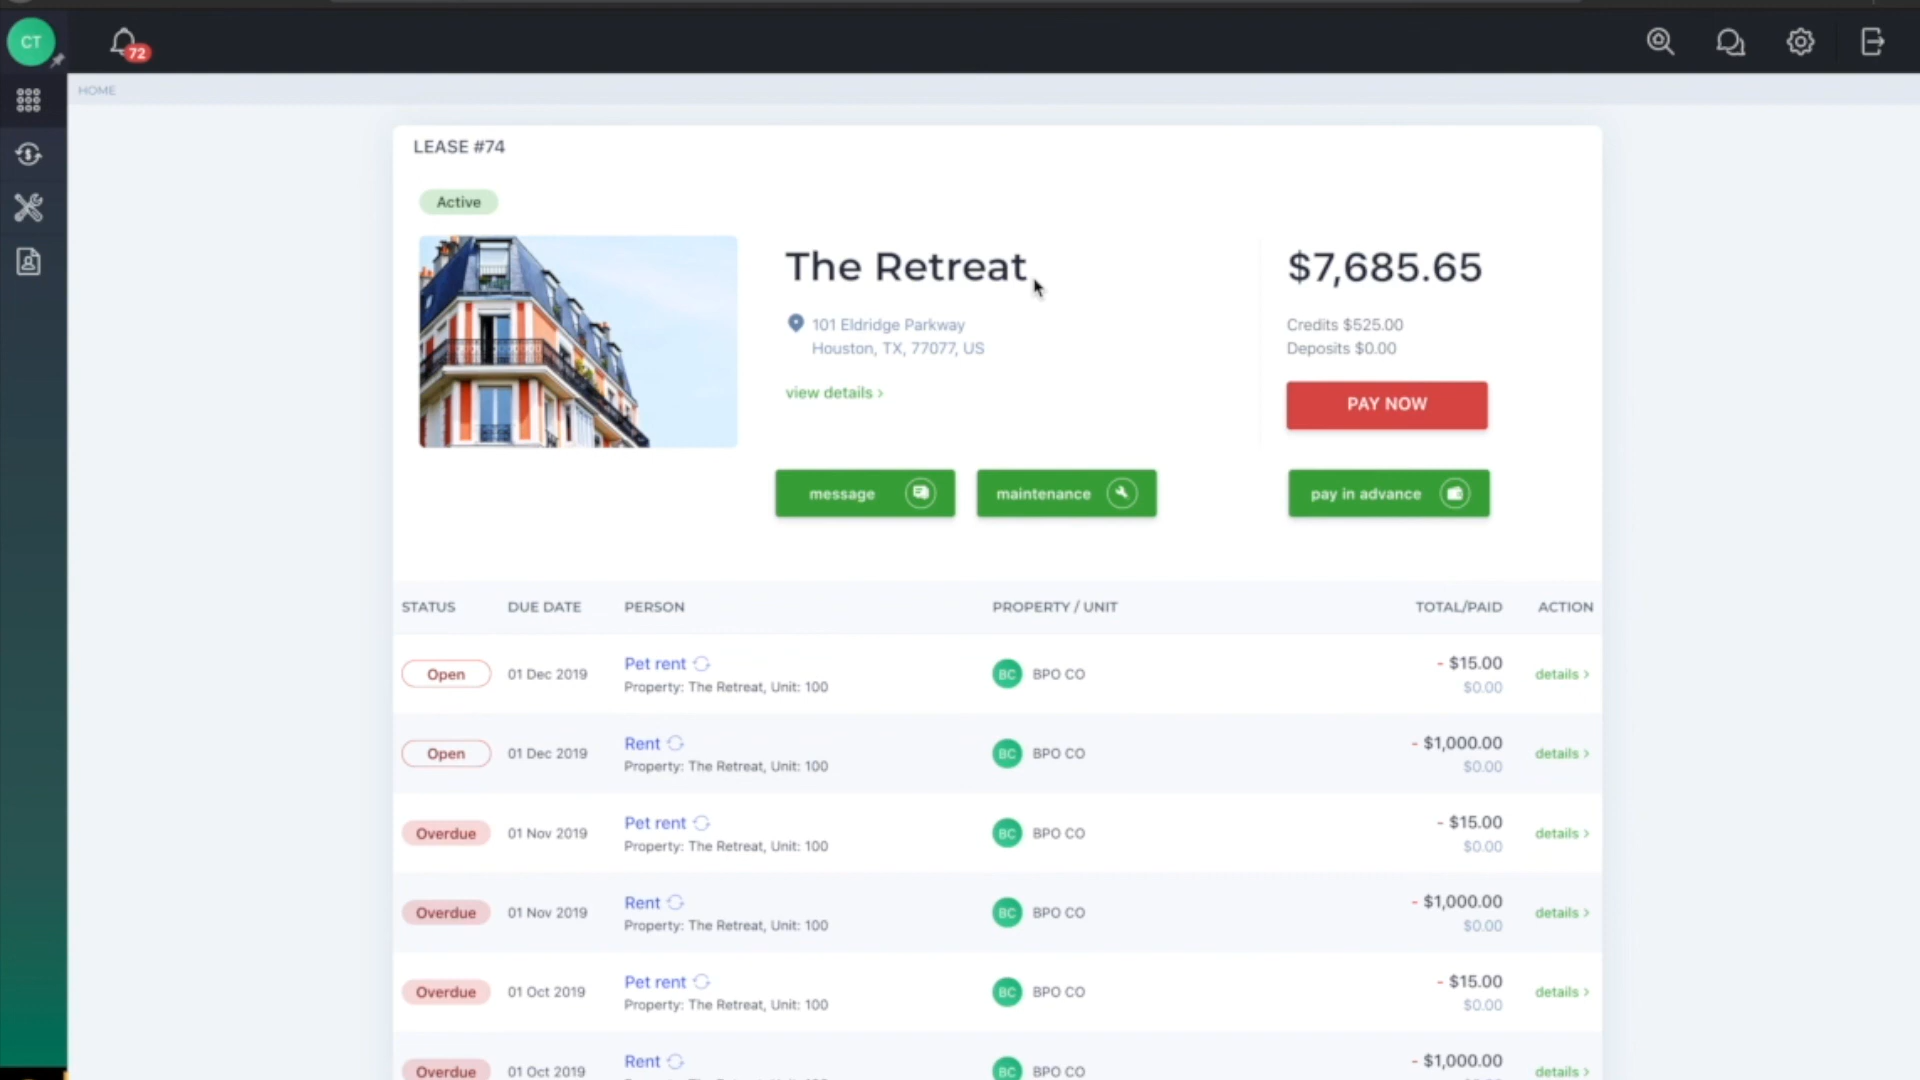 CT
72
HOME
LEASE #74
Active
The Retreat
101 Eldridge Parkway
Houston, TX, 77077, US
view details ›
$7,685.65
Credits $525.00
Deposits $0.00
PAY NOW
message
maintenance
pay in advance
STATUS DUE DATE PERSON PROPERTY / UNIT TOTAL/PAID ACTION
Open 01 Dec 2019 Pet rent BC BPO CO - $15.00 details ›
Property: The Retreat, Unit: 100 $0.00
Open 01 Dec 2019 Rent BC BPO CO - $1,000.00 details ›
Property: The Retreat, Unit: 100 $0.00
Overdue 01 Nov 2019 Pet rent BC BPO CO - $15.00 details ›
Property: The Retreat, Unit: 100 $0.00
Overdue 01 Nov 2019 Rent BC BPO CO - $1,000.00 details ›
Property: The Retreat, Unit: 100 $0.00
Overdue 01 Oct 2019 Pet rent BC BPO CO - $15.00 details ›
Property: The Retreat, Unit: 100 $0.00
Overdue 01 Oct 2019 Rent BC BPO CO - $1,000.00 details ›